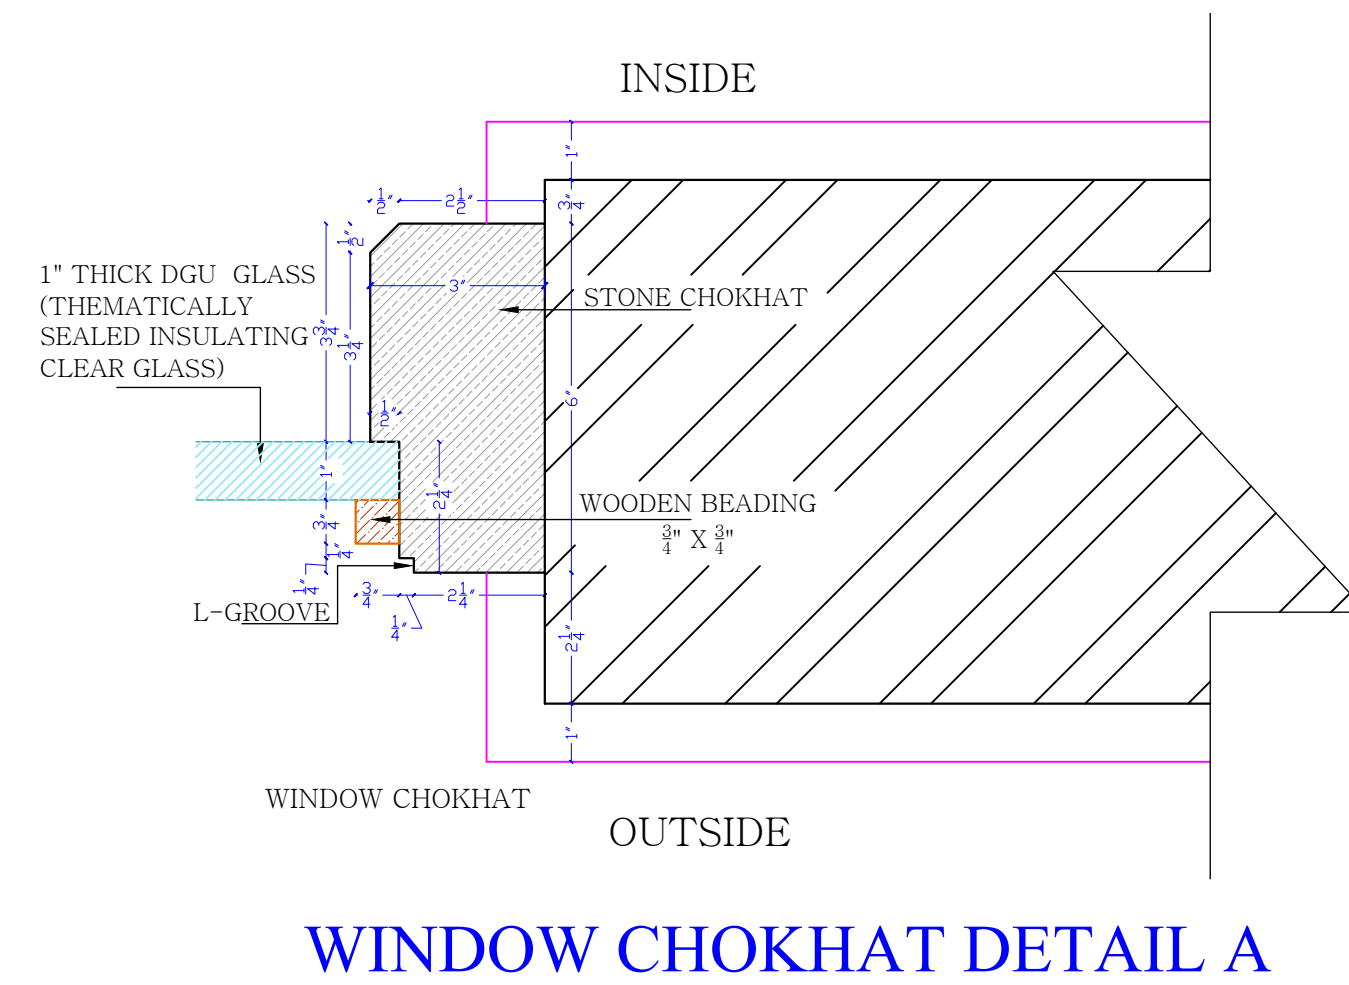 INSIDE
1"
1/2"
2 1/2"
3/4"
1/2"
1" THICK DGU GLASS
(THEMATICALLY
SEALED INSULATING
CLEAR GLASS)
3"
STONE CHOKHAT
3 3/4"
3 1/4"
1/2"
6"
1"
2 1/4"
WOODEN BEADING
3/4" X 3/4"
3/4"
1/4"
1/4"
L-GROOVE
3/4"
2 1/4"
1/4"
2 1/4"
1"
WINDOW CHOKHAT
OUTSIDE
WINDOW CHOKHAT DETAIL A